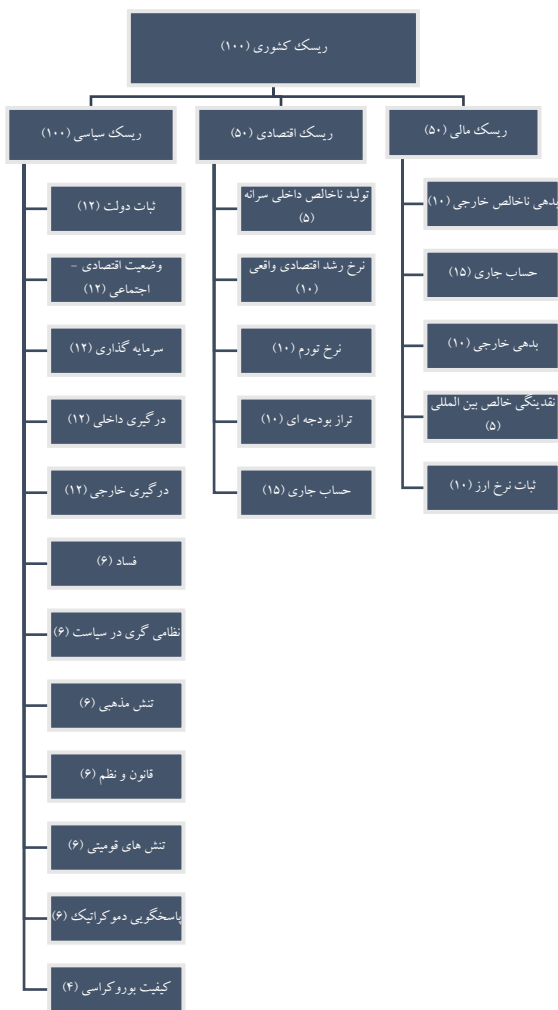 ریسک کشوری (۱۰۰)
ریسک مالی (۵۰)
بدهی ناخالص خارجی (۱۰)
حساب جاری (۱۵)
بدهی خارجی (۱۰)
نقدینگی خالص بین المللی
(۵)
ثبات نرخ ارز (۱۰)
ریسک اقتصادی (۵۰)
تولید ناخالص داخلی سرانه
(۵)
نرخ رشد اقتصادی واقعی
(۱۰)
نرخ تورم (۱۰)
تراز بودجه ای (۱۰)
حساب جاری (۱۵)
ریسک سیاسی (۱۰۰)
ثبات دولت (۱۲)
وضعیت اقتصادی –
اجتماعی (۱۲)
سرمایه گذاری (۱۲)
درگیری داخلی (۱۲)
درگیری خارجی (۱۲)
فساد (۶)
نظامی گری در سیاست (۶)
تنش مذهبی (۶)
قانون و نظم (۶)
تنش های قومیتی (۶)
پاسخگویی دموکراتیک (۶)
کیفیت بوروکراسی (۴)